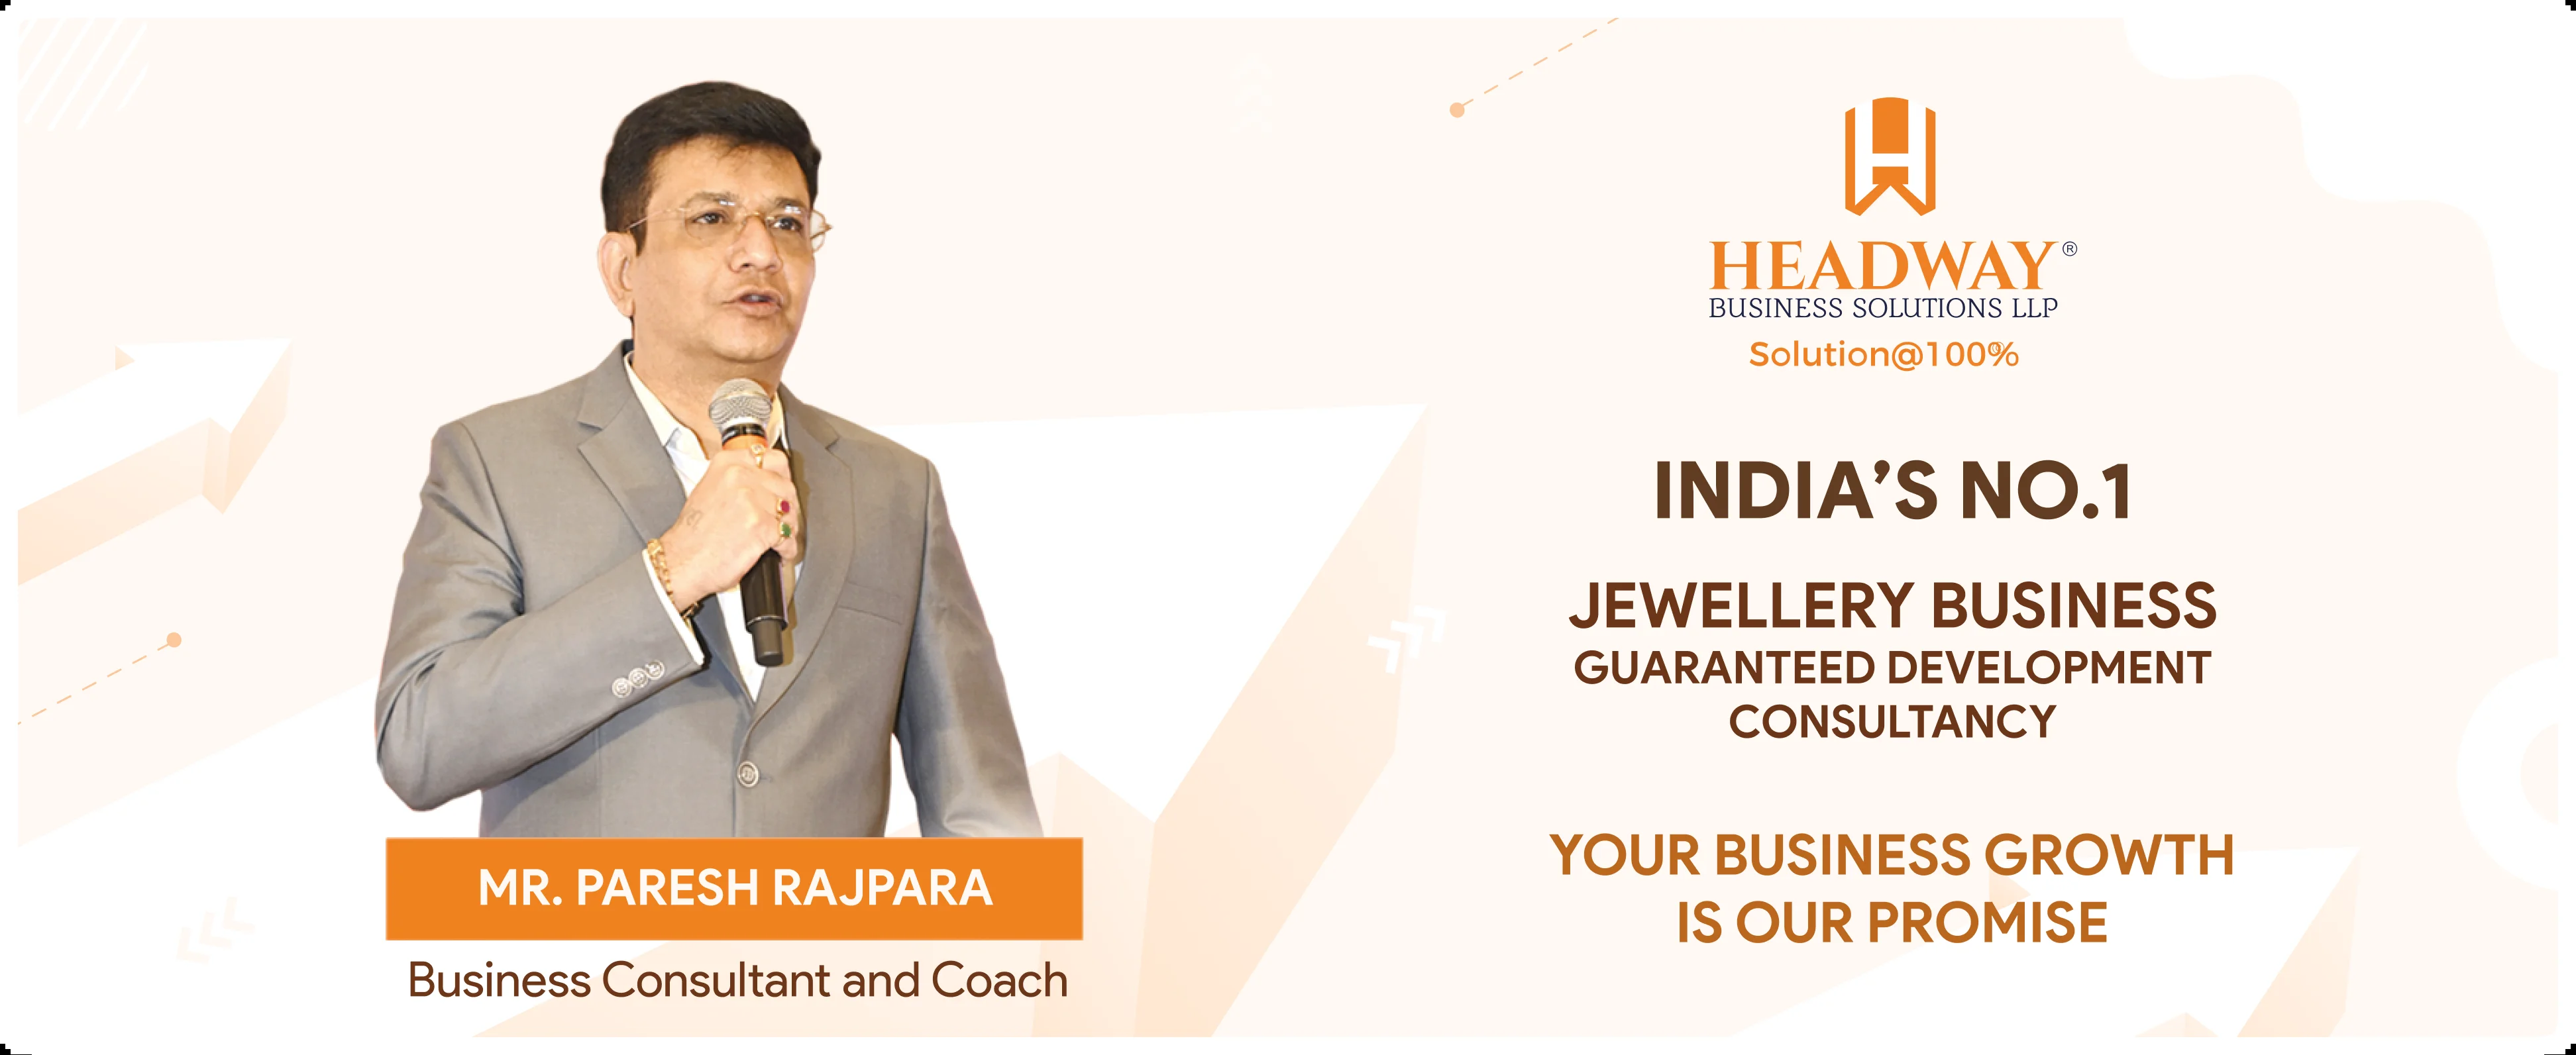 HEADWAY®
BUSINESS SOLUTIONS LLP
Solution@100%
INDIA'S NO.1
JEWELLERY BUSINESS
GUARANTEED DEVELOPMENT
CONSULTANCY
YOUR BUSINESS GROWTH
IS OUR PROMISE
MR. PARESH RAJPARA
Business Consultant and Coach